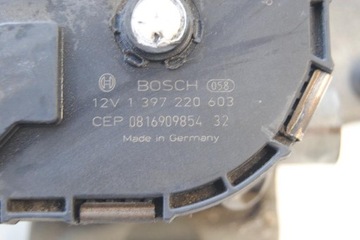 BOSCH 058
12V 1 397 220 603
CEP 0816909854 32
Made in Germany